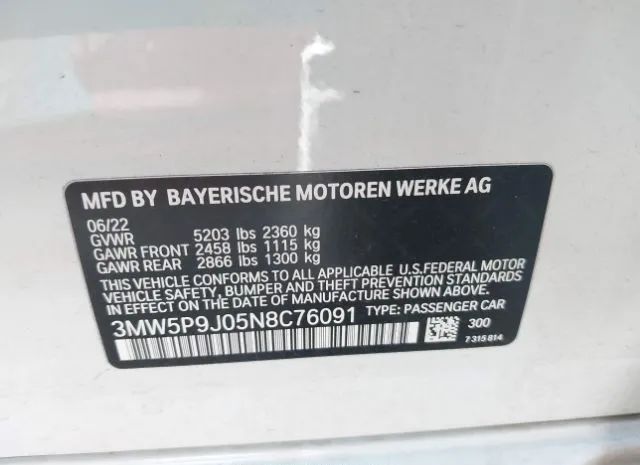 MFD BY BAYERISCHE MOTOREN WERKE AG
06/22
GVWR 5203 lbs 2360 kg
GAWR FRONT 2458 lbs 1115 kg
GAWR REAR 2866 lbs 1300 kg
THIS VEHICLE CONFORMS TO ALL APPLICABLE U.S.FEDERAL MOTOR
VEHICLE SAFETY, BUMPER AND THEFT PREVENTION STANDARDS
IN EFFECT ON THE DATE OF MANUFACTURE SHOWN ABOVE.
3MW5P9J05N8C76091 TYPE: PASSENGER CAR
300
7 315 814